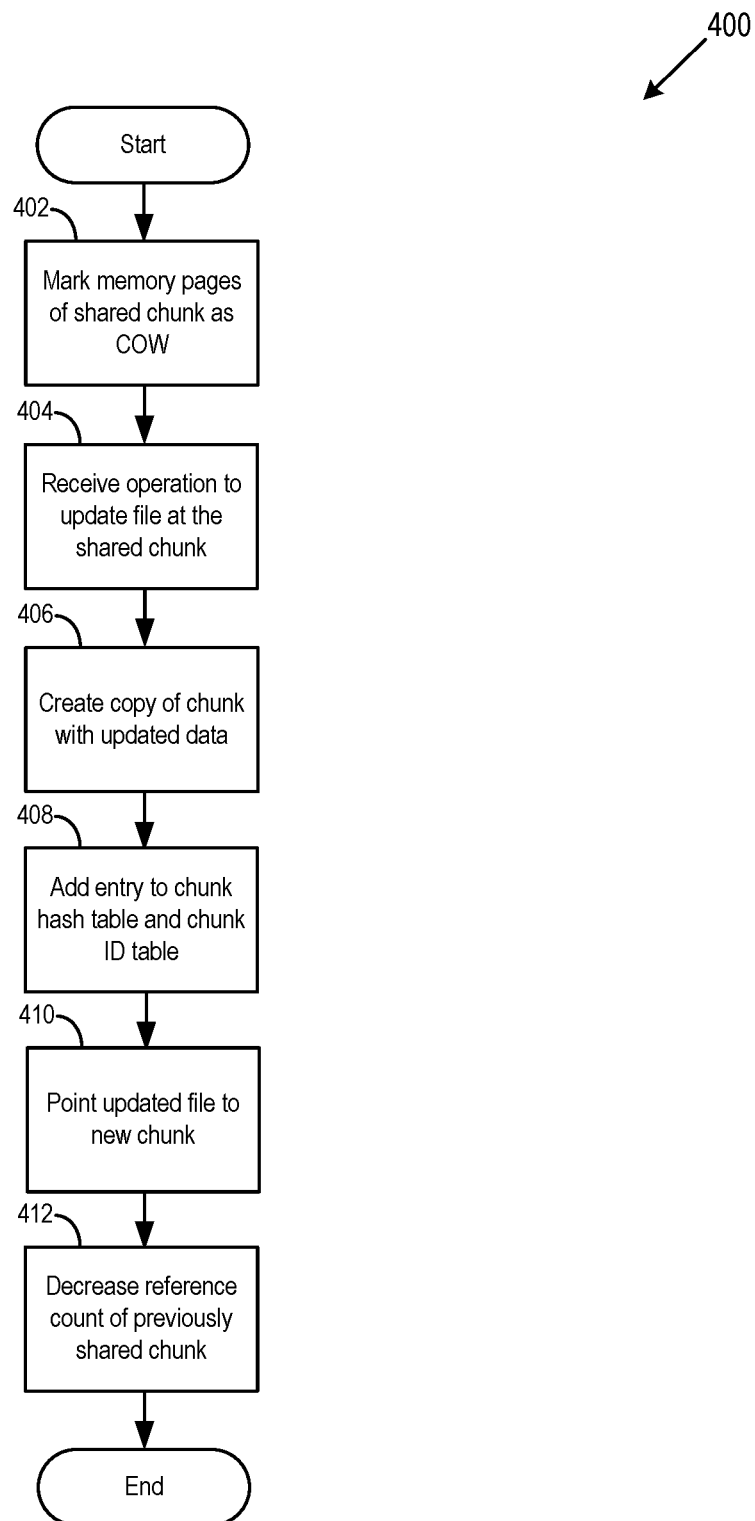 400
Start
402
Mark memory pages
of shared chunk as
COW
404
Receive operation to
update file at the
shared chunk
406
Create copy of chunk
with updated data
408
Add entry to chunk
hash table and chunk
ID table
410
Point updated file to
new chunk
412
Decrease reference
count of previously
shared chunk
End